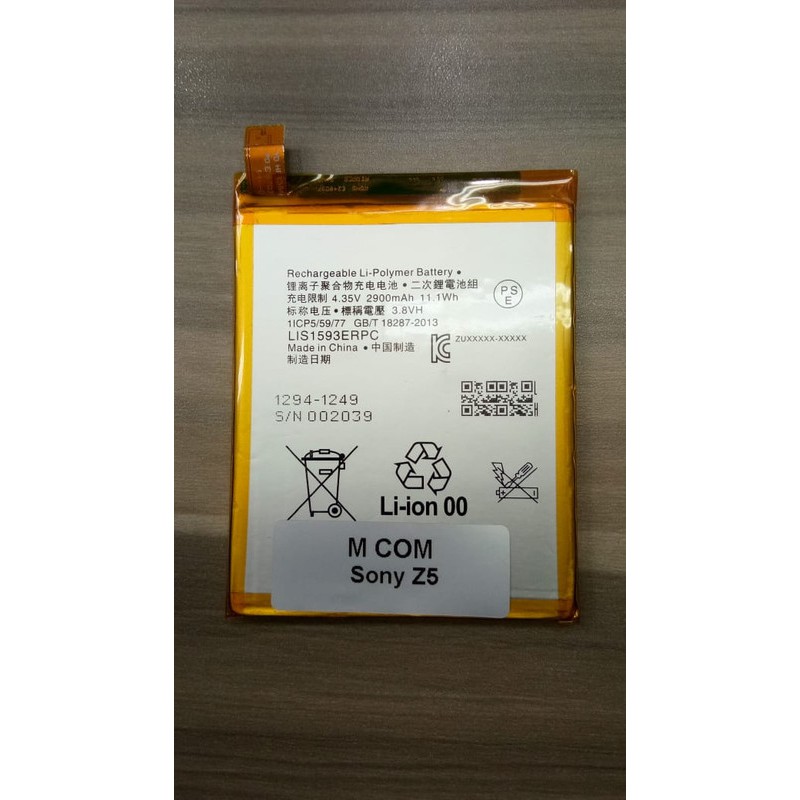 Rechargeable Li-Polymer Battery •
锂离子聚合物充电电池 • 二次鋰電池組
充电限制 4.35V 2900mAh 11.1Wh
标称电压 • 標稱電壓 3.8VH
1ICP5/59/77 GB/T 18287-2013
LIS1593ERPC
Made in China • 中国制造
制造日期
PS
E
ZUXXXXX-XXXXX
1294-1249
S/N 002039
Li-ion 00
M COM
Sony Z5